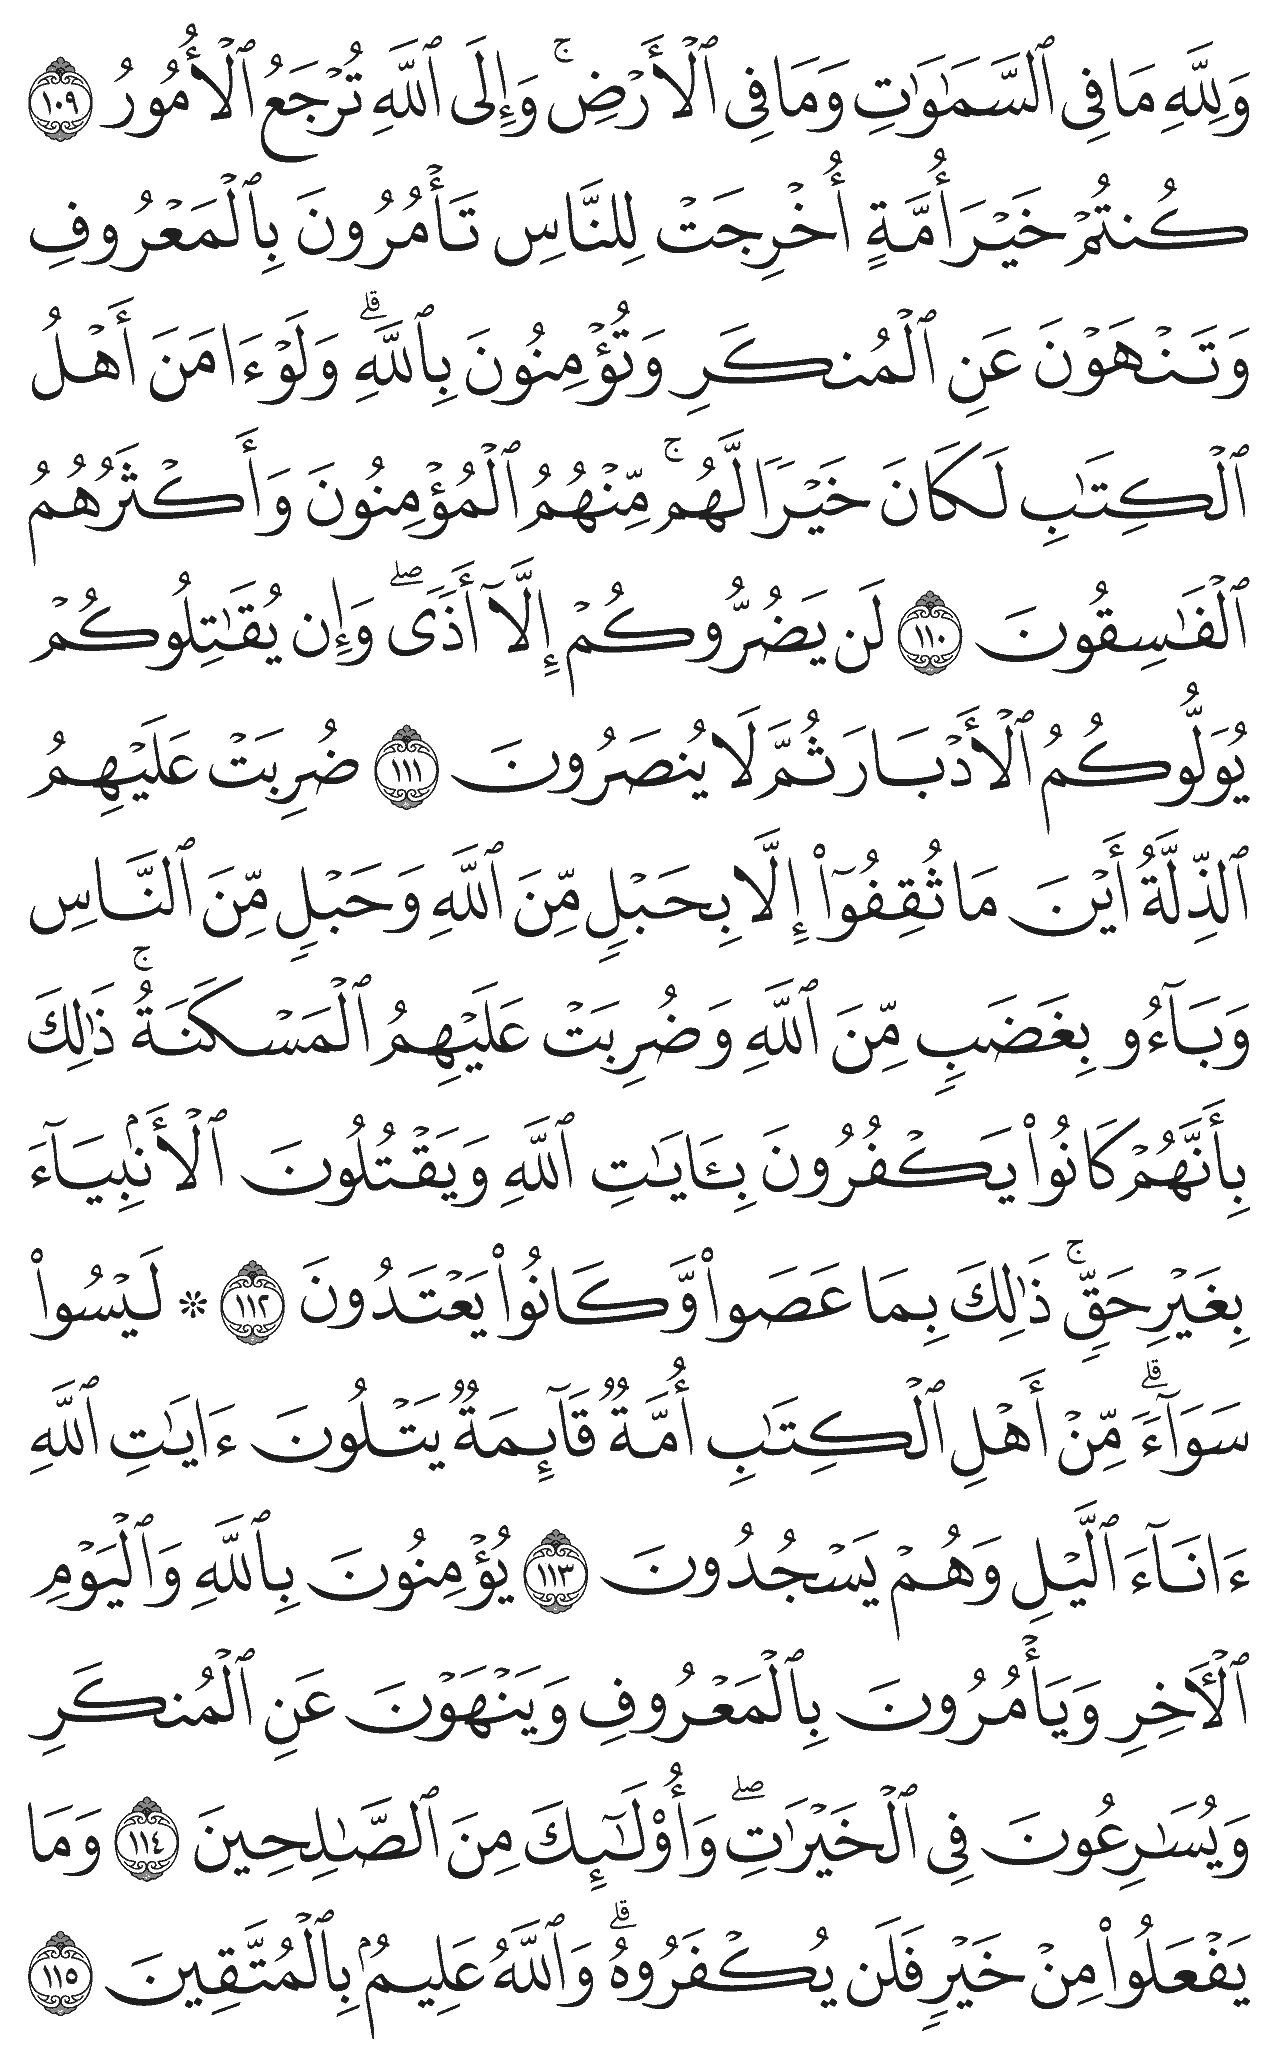 وَلِلَّهِ مَا فِى ٱلسَّمَٰوَٰتِ وَمَا فِى ٱلْأَرْضِ ۚ وَإِلَى ٱللَّهِ تُرْجَعُ ٱلْأُمُورُ ١٠٩
كُنتُمْ خَيْرَ أُمَّةٍ أُخْرِجَتْ لِلنَّاسِ تَأْمُرُونَ بِٱلْمَعْرُوفِ
وَتَنْهَوْنَ عَنِ ٱلْمُنكَرِ وَتُؤْمِنُونَ بِٱللَّهِ ۗ وَلَوْ ءَامَنَ أَهْلُ
ٱلْكِتَٰبِ لَكَانَ خَيْرًا لَّهُم ۚ مِّنْهُمُ ٱلْمُؤْمِنُونَ وَأَكْثَرُهُمُ
ٱلْفَٰسِقُونَ ١١٠ لَن يَضُرُّوكُمْ إِلَّآ أَذًى ۖ وَإِن يُقَٰتِلُوكُمْ
يُوَلُّوكُمُ ٱلْأَدْبَارَ ثُمَّ لَا يُنصَرُونَ ١١١ ضُرِبَتْ عَلَيْهِمُ
ٱلذِّلَّةُ أَيْنَ مَا ثُقِفُوٓا۟ إِلَّا بِحَبْلٍ مِّنَ ٱللَّهِ وَحَبْلٍ مِّنَ ٱلنَّاسِ
وَبَآءُو بِغَضَبٍ مِّنَ ٱللَّهِ وَضُرِبَتْ عَلَيْهِمُ ٱلْمَسْكَنَةُ ۚ ذَٰلِكَ
بِأَنَّهُمْ كَانُوا۟ يَكْفُرُونَ بِـَٔايَٰتِ ٱللَّهِ وَيَقْتُلُونَ ٱلْأَنۢبِيَآءَ
بِغَيْرِ حَقٍّ ۚ ذَٰلِكَ بِمَا عَصَوا۟ وَّكَانُوا۟ يَعْتَدُونَ ١١٢ ۞ لَيْسُوا۟
سَوَآءً ۗ مِّنْ أَهْلِ ٱلْكِتَٰبِ أُمَّةٌ قَآئِمَةٌ يَتْلُونَ ءَايَٰتِ ٱللَّهِ
ءَانَآءَ ٱلَّيْلِ وَهُمْ يَسْجُدُونَ ١١٣ يُؤْمِنُونَ بِٱللَّهِ وَٱلْيَوْمِ
ٱلْـَٔاخِرِ وَيَأْمُرُونَ بِٱلْمَعْرُوفِ وَيَنْهَوْنَ عَنِ ٱلْمُنكَرِ
وَيُسَٰرِعُونَ فِى ٱلْخَيْرَٰتِ ۖ وَأُو۟لَٰٓئِكَ مِنَ ٱلصَّٰلِحِينَ ١١٤ وَمَا
يَفْعَلُوا۟ مِنْ خَيْرٍ فَلَن يُكْفَرُوهُ ۗ وَٱللَّهُ عَلِيمٌۢ بِٱلْمُتَّقِينَ ١١٥